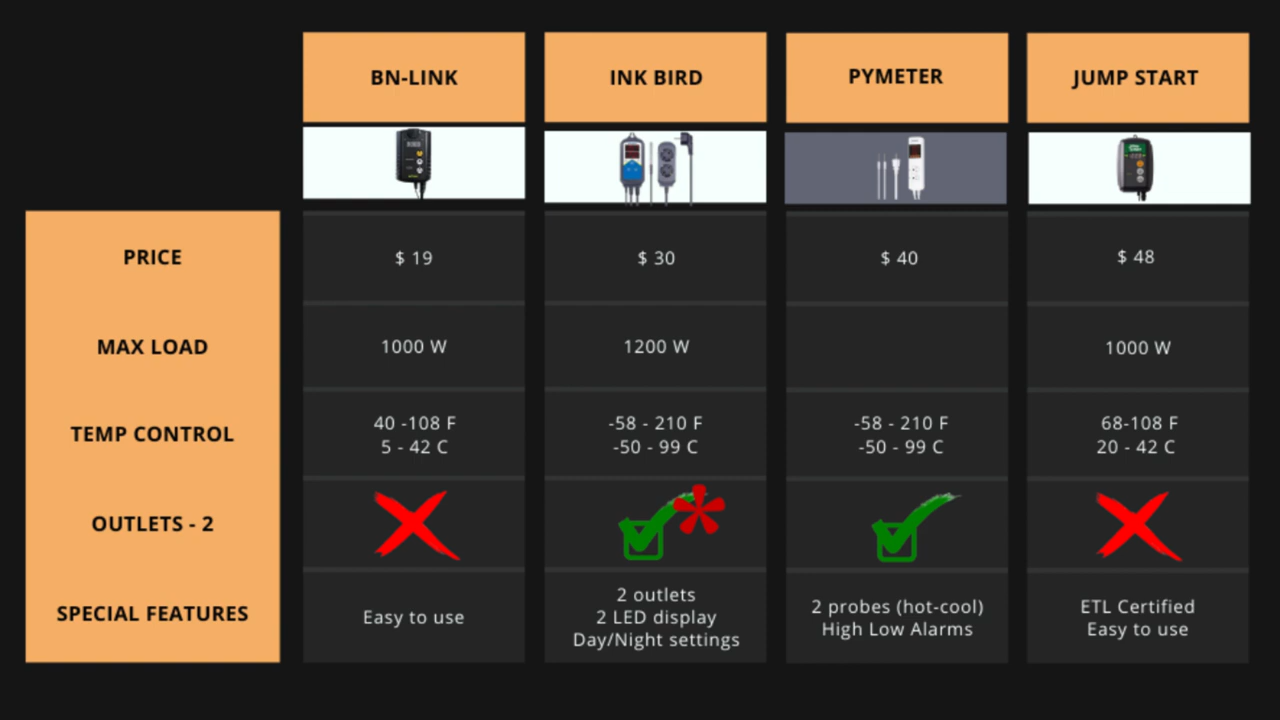 BN-LINK
INK BIRD
PYMETER
JUMP START
PRICE
$ 19
$ 30
$ 40
$ 48
MAX LOAD
1000 W
1200 W
1000 W
TEMP CONTROL
40 -108 F
5 - 42 C
-58 - 210 F
-50 - 99 C
-58 - 210 F
-50 - 99 C
68-108 F
20 - 42 C
OUTLETS - 2
SPECIAL FEATURES
Easy to use
2 outlets
2 LED display
Day/Night settings
2 probes (hot-cool)
High Low Alarms
ETL Certified
Easy to use